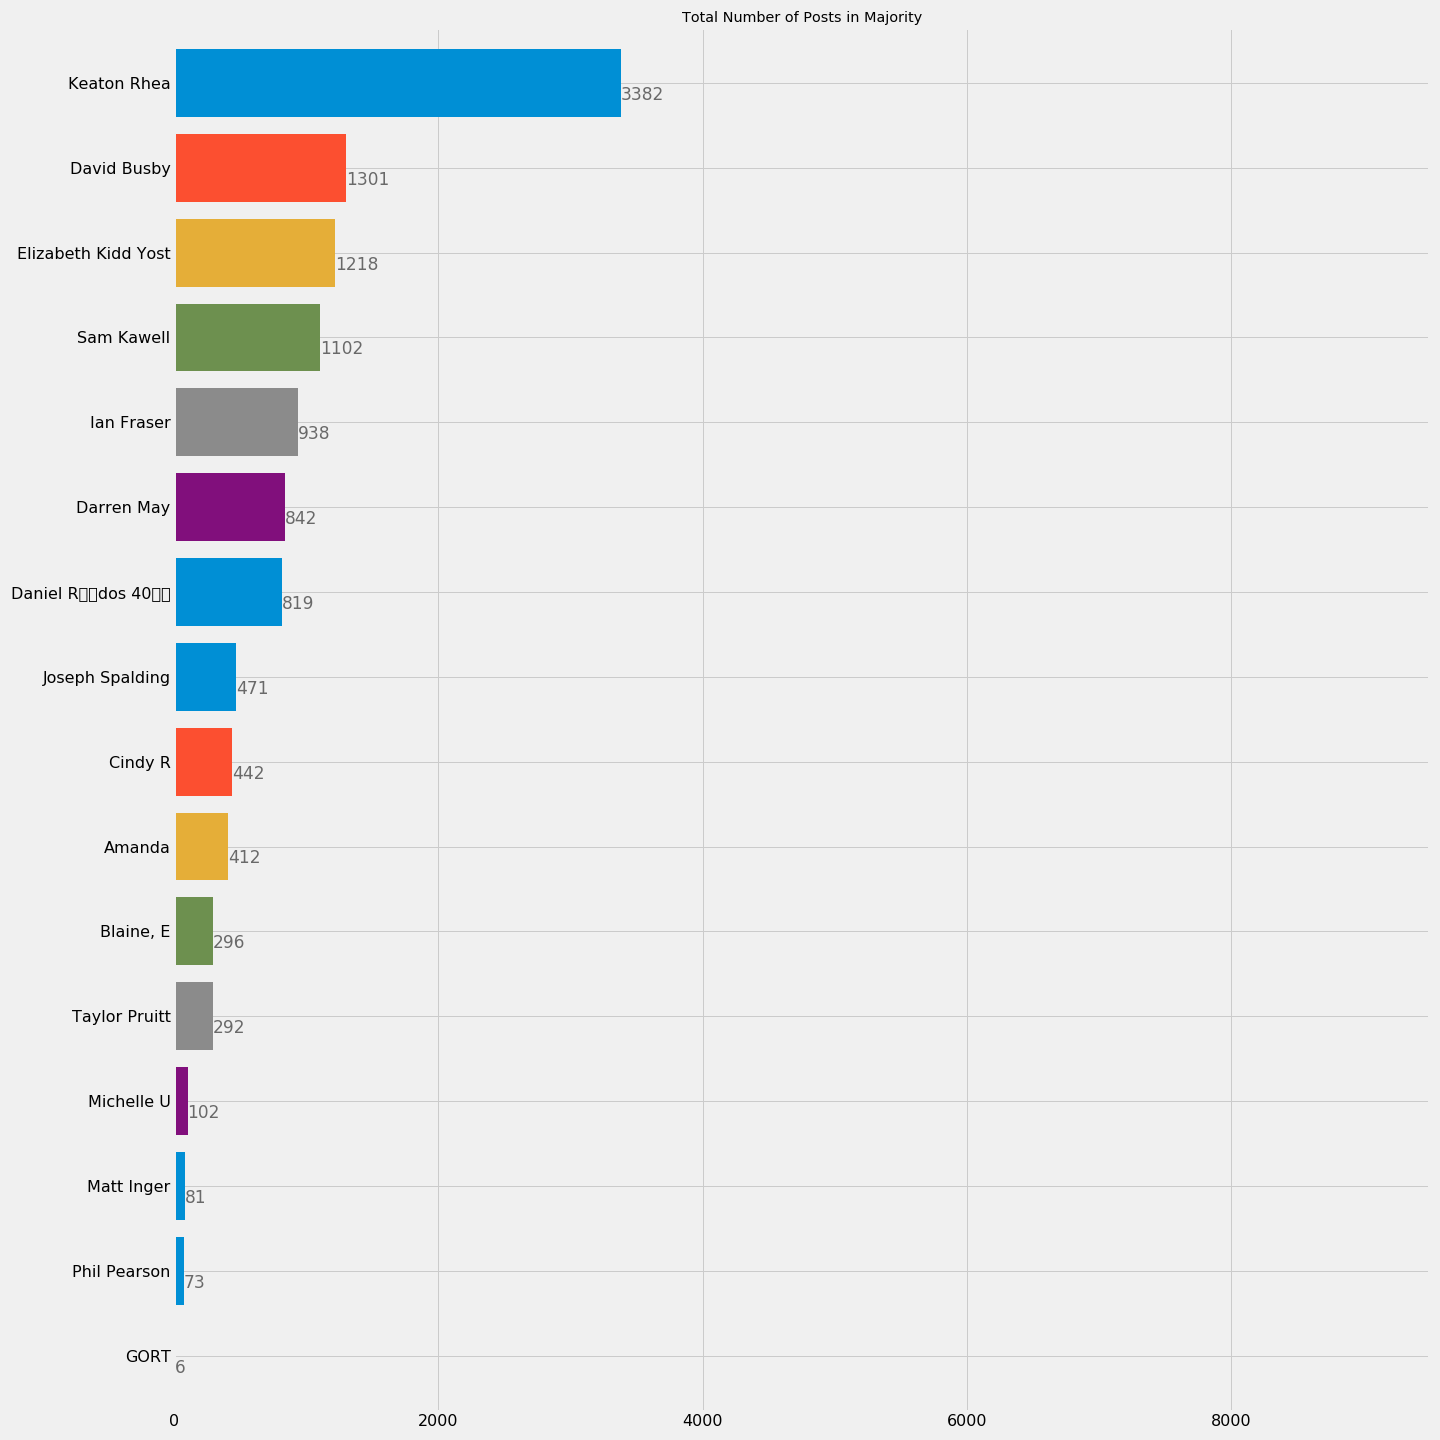 Total Number of Posts in Majority
Keaton Rhea
3382
David Busby
1301
Elizabeth Kidd Yost
1218
Sam Kawell
1102
Ian Fraser
938
Darren May
842
Daniel R▯▯dos 40▯▯
819
Joseph Spalding
471
Cindy R
442
Amanda
412
Blaine, E
296
Taylor Pruitt
292
Michelle U
102
Matt Inger
81
Phil Pearson
73
GORT
6
0 2000 4000 6000 8000